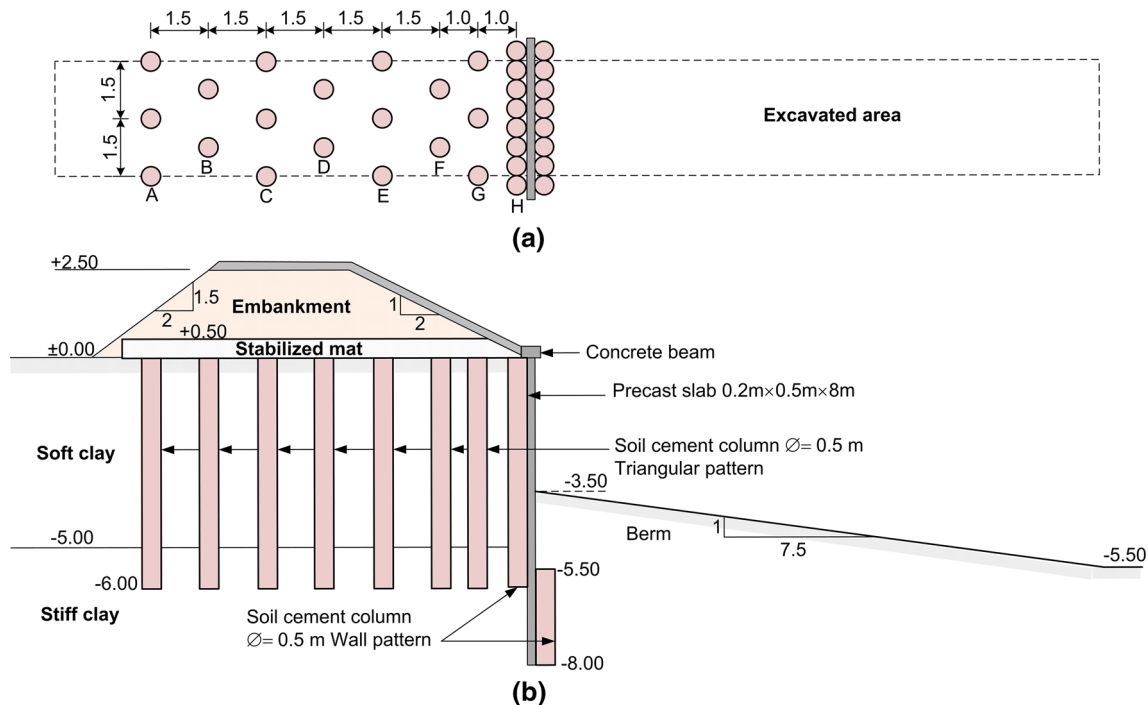 1.5 1.5 1.5 1.5 1.5 1.0 1.0
1.5
1.5
Excavated area
B D F
A C E G
H
(a)
+2.50
1.5
2
Embankment
1
2
+0.50
±0.00
Stabilized mat
Concrete beam
Precast slab 0.2m×0.5m×8m
Soft clay
Soil cement column ∅= 0.5 m
Triangular pattern
-3.50
Berm
1
7.5
-5.00
-5.50
-5.50
-6.00
Stiff clay
Soil cement column
∅= 0.5 m Wall pattern
-8.00
(b)